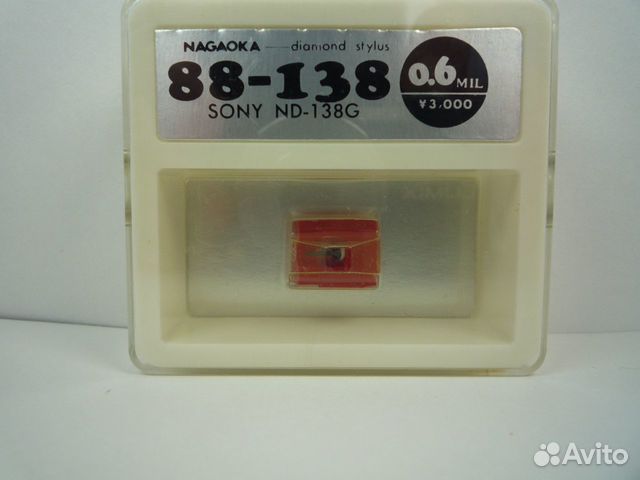 NAGAOKA — diamond stylus
88-138
SONY ND-138G
0.6 MIL
¥3.000
Avito